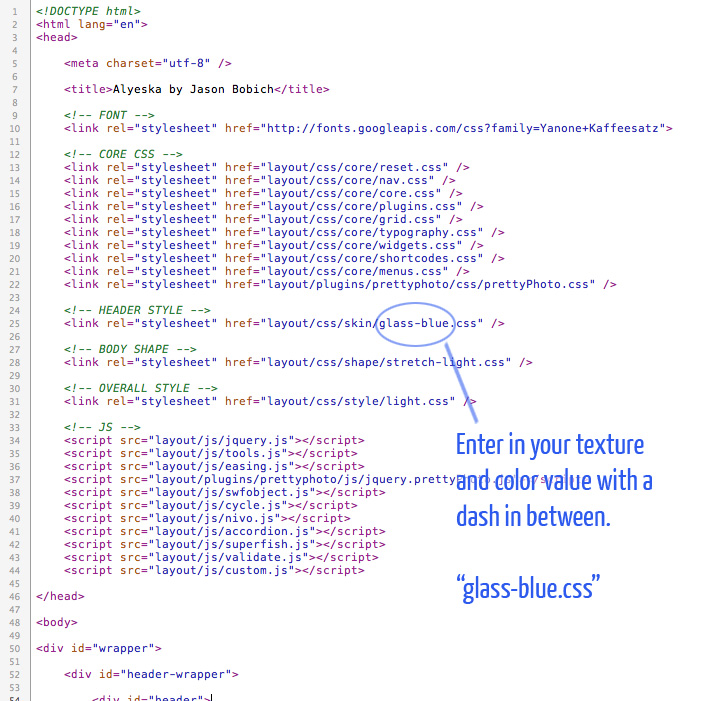 1 <!DOCTYPE html>
2 <html lang="en">
3 <head>
4
5 <meta charset="utf-8" />
6
7 <title>Alyeska by Jason Bobich</title>
8
9 <!-- FONT -->
10 <link rel="stylesheet" href="http://fonts.googleapis.com/css?family=Yanone+Kaffeesatz">
11
12 <!-- CORE CSS -->
13 <link rel="stylesheet" href="layout/css/core/reset.css" />
14 <link rel="stylesheet" href="layout/css/core/nav.css" />
15 <link rel="stylesheet" href="layout/css/core/core.css" />
16 <link rel="stylesheet" href="layout/css/core/plugins.css" />
17 <link rel="stylesheet" href="layout/css/core/grid.css" />
18 <link rel="stylesheet" href="layout/css/core/typography.css" />
19 <link rel="stylesheet" href="layout/css/core/widgets.css" />
20 <link rel="stylesheet" href="layout/css/core/shortcodes.css" />
21 <link rel="stylesheet" href="layout/css/core/menus.css" />
22 <link rel="stylesheet" href="layout/plugins/prettyphoto/css/prettyPhoto.css" />
23
24 <!-- HEADER STYLE -->
25 <link rel="stylesheet" href="layout/css/skin/glass-blue.css" />
26
27 <!-- BODY SHAPE -->
28 <link rel="stylesheet" href="layout/css/shape/stretch-light.css" />
29
30 <!-- OVERALL STYLE -->
31 <link rel="stylesheet" href="layout/css/style/light.css" />
32
33 <!-- JS -->
34 <script src="layout/js/jquery.js"></script>
35 <script src="layout/js/tools.js"></script>
36 <script src="layout/js/easing.js"></script>
37 <script src="layout/plugins/prettyphoto/js/jquery.pretty
38 <script src="layout/js/swfobject.js"></script>
39 <script src="layout/js/cycle.js"></script>
40 <script src="layout/js/nivo.js"></script>
41 <script src="layout/js/accordion.js"></script>
42 <script src="layout/js/superfish.js"></script>
43 <script src="layout/js/validate.js"></script>
44 <script src="layout/js/custom.js"></script>
45
46 </head>
47
48 <body>
49
50 <div id="wrapper">
51
52 <div id="header-wrapper">
53
54 <div id="header">
Enter in your texture
and color value with a
dash in between.
“glass-blue.css”